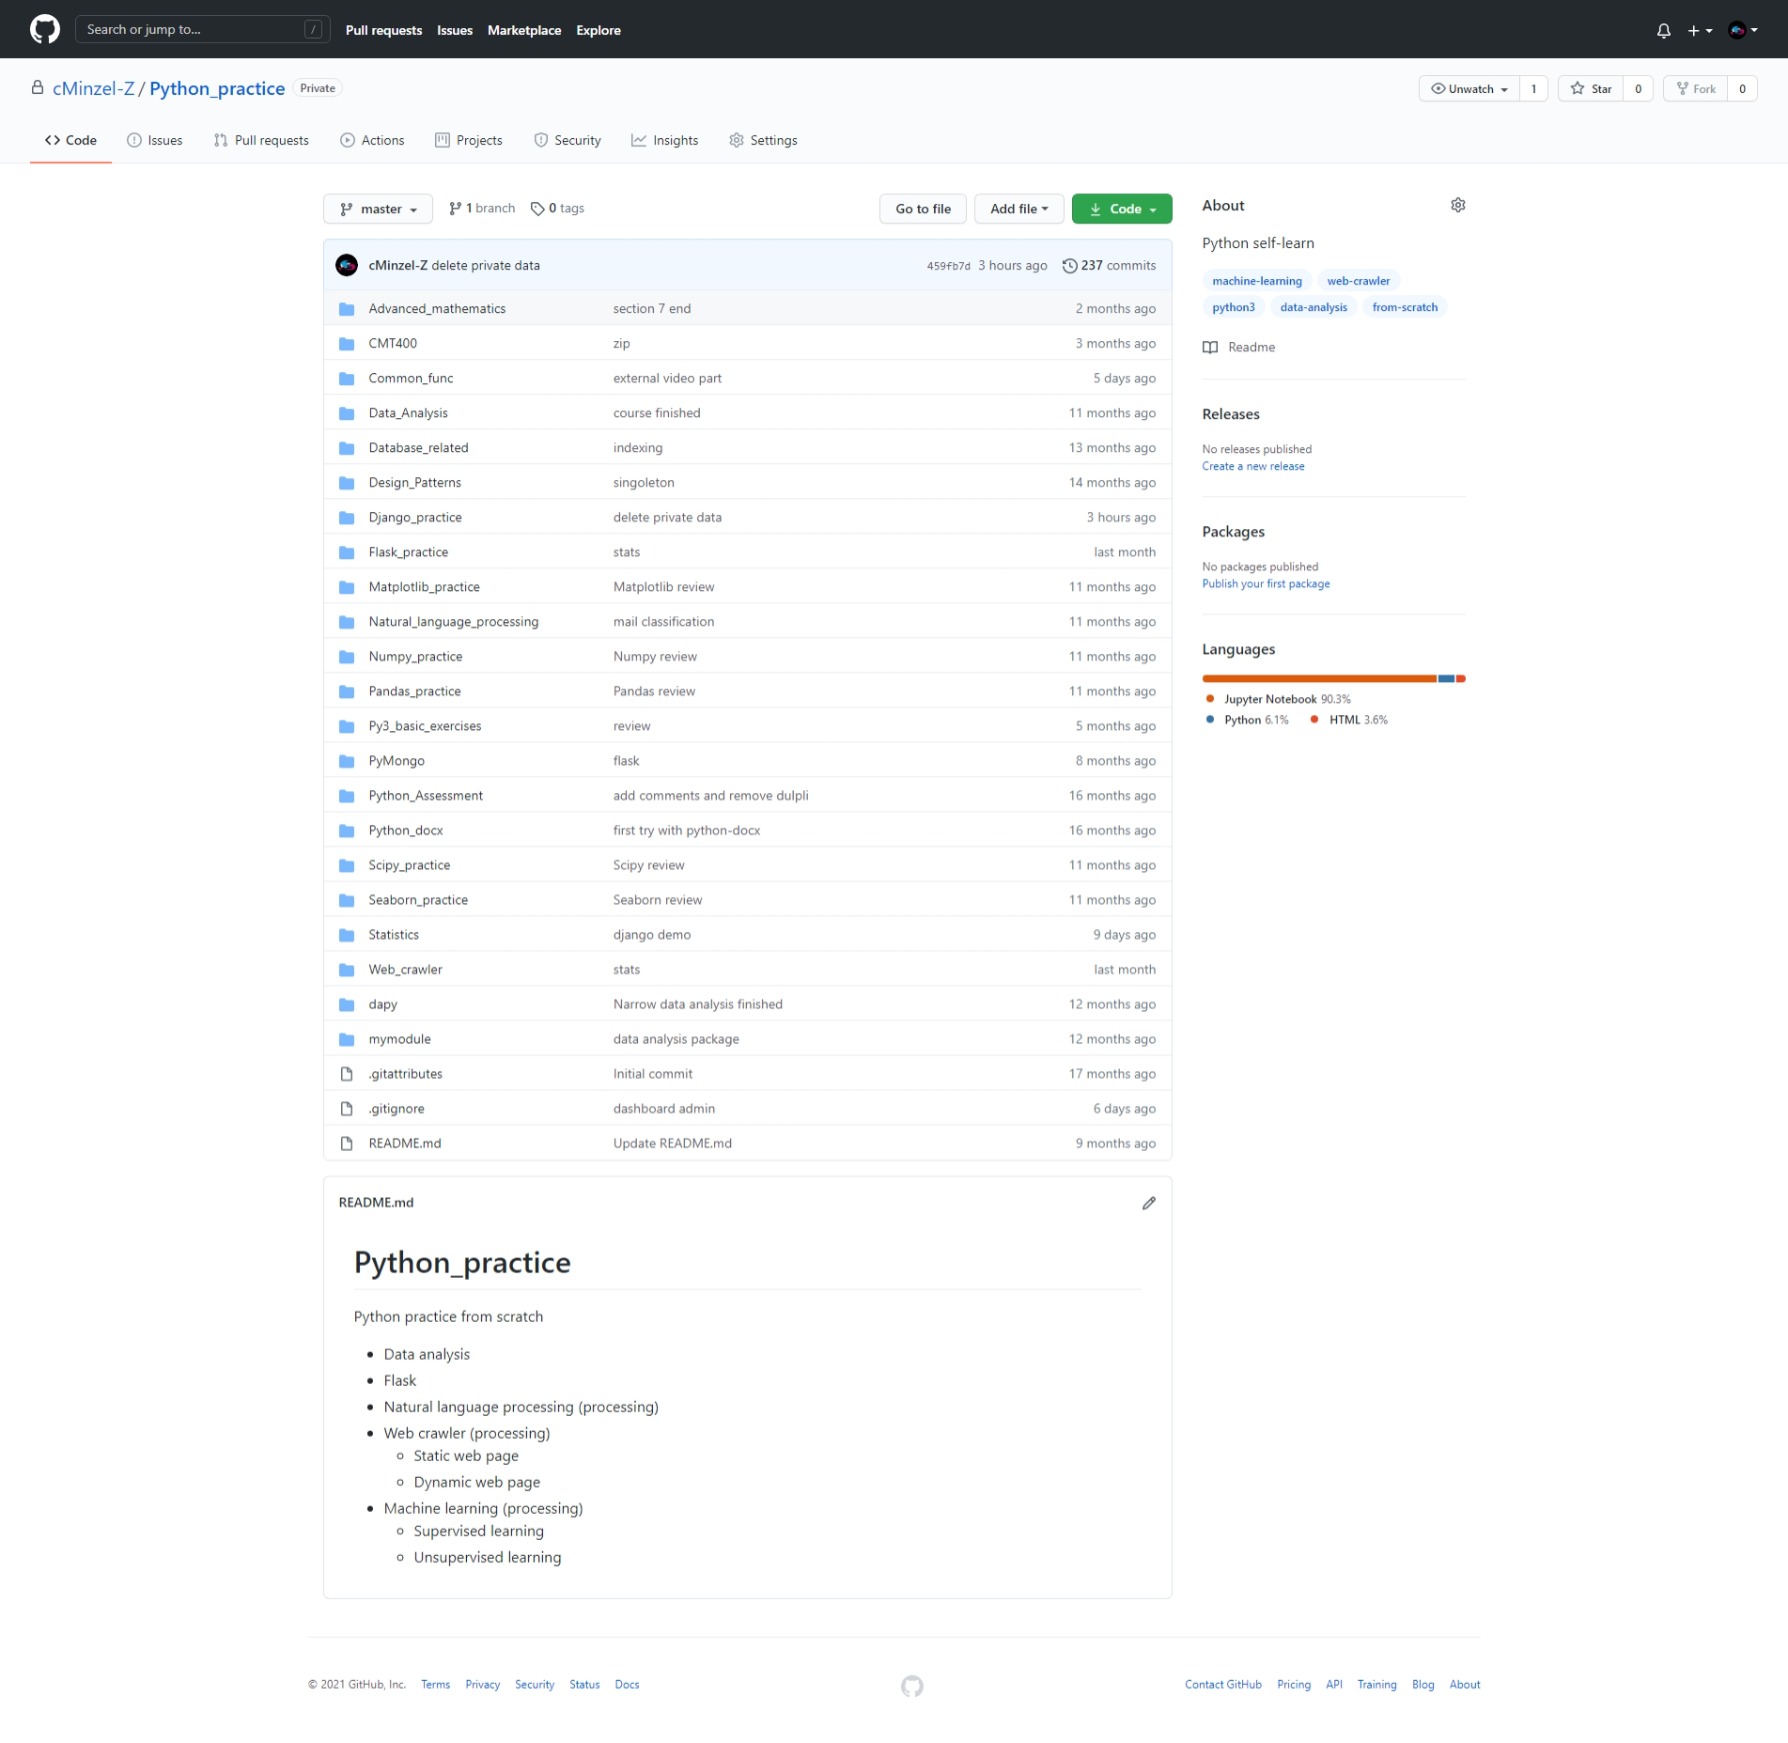 Search or jump to... /
Pull requests Issues Marketplace Explore
cMinzel-Z / Python_practice Private
Unwatch 1 Star 0 Fork 0
Code Issues Pull requests Actions Projects Security Insights Settings
master 1 branch 0 tags
Go to file Add file Code
cMinzel-Z delete private data 459fb7d 3 hours ago 237 commits
Advanced_mathematics section 7 end 2 months ago
CMT400 zip 3 months ago
Common_func external video part 5 days ago
Data_Analysis course finished 11 months ago
Database_related indexing 13 months ago
Design_Patterns singoleton 14 months ago
Django_practice delete private data 3 hours ago
Flask_practice stats last month
Matplotlib_practice Matplotlib review 11 months ago
Natural_language_processing mail classification 11 months ago
Numpy_practice Numpy review 11 months ago
Pandas_practice Pandas review 11 months ago
Py3_basic_exercises review 5 months ago
PyMongo flask 8 months ago
Python_Assessment add comments and remove dulpli 16 months ago
Python_docx first try with python-docx 16 months ago
Scipy_practice Scipy review 11 months ago
Seaborn_practice Seaborn review 11 months ago
Statistics django demo 9 days ago
Web_crawler stats last month
dapy Narrow data analysis finished 12 months ago
mymodule data analysis package 12 months ago
.gitattributes Initial commit 17 months ago
.gitignore dashboard admin 6 days ago
README.md Update README.md 9 months ago
README.md
Python_practice
Python practice from scratch
Data analysis
Flask
Natural language processing (processing)
Web crawler (processing)
Static web page
Dynamic web page
Machine learning (processing)
Supervised learning
Unsupervised learning
About
Python self-learn
machine-learning web-crawler
python3 data-analysis from-scratch
Readme
Releases
No releases published
Create a new release
Packages
No packages published
Publish your first package
Languages
Jupyter Notebook 90.3%
Python 6.1% HTML 3.6%
© 2021 GitHub, Inc. Terms Privacy Security Status Docs
Contact GitHub Pricing API Training Blog About